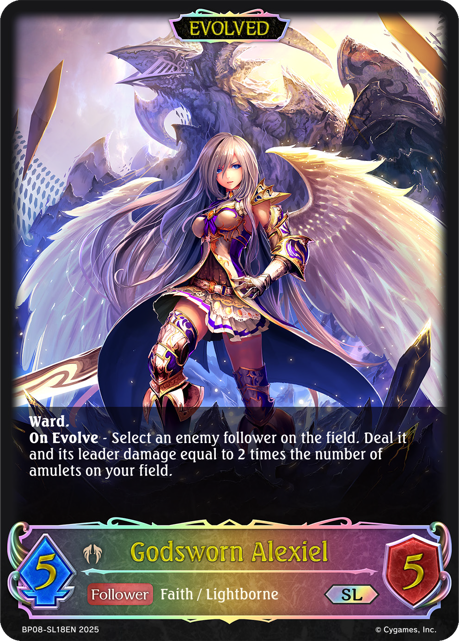 EVOLVED
Ward.
On Evolve - Select an enemy follower on the field. Deal it
and its leader damage equal to 2 times the number of
amulets on your field.
5
Godsworn Alexiel
5
Follower
Faith / Lightborne
SL
BP08-SL18EN 2025
© Cygames, Inc.